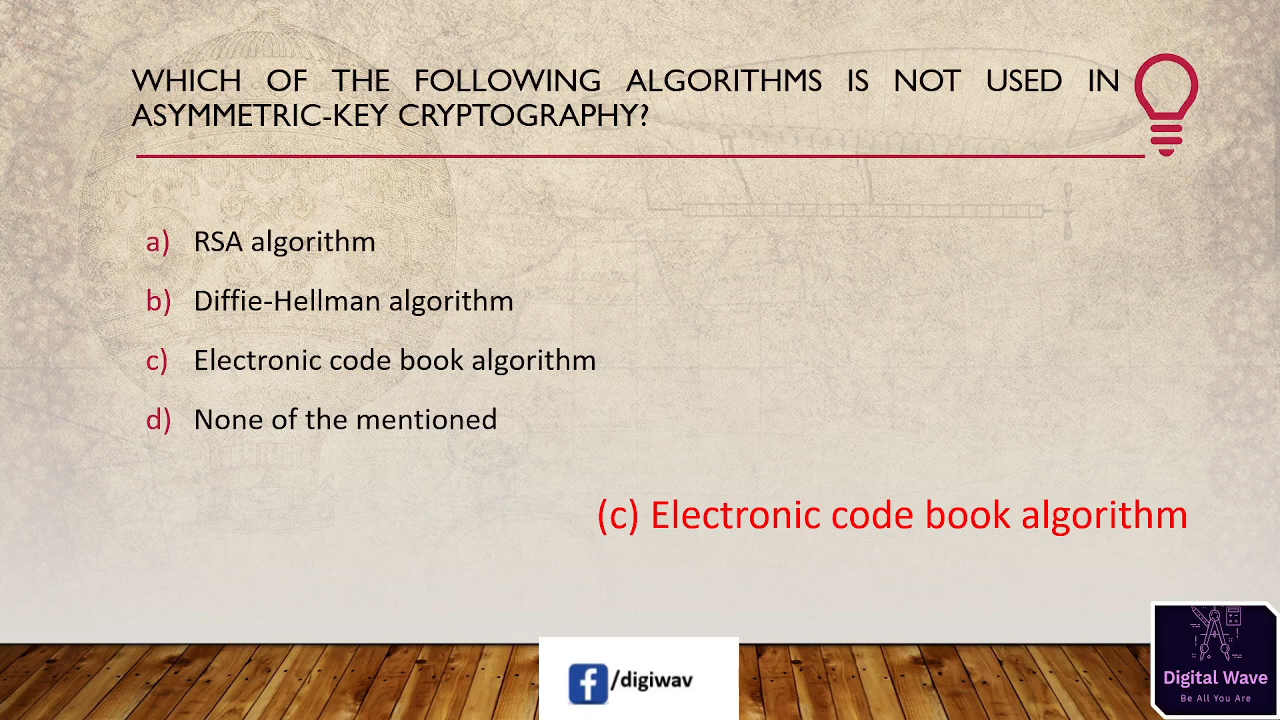 WHICH OF THE FOLLOWING ALGORITHMS IS NOT USED IN
ASYMMETRIC-KEY CRYPTOGRAPHY?
a) RSA algorithm
b) Diffie-Hellman algorithm
c) Electronic code book algorithm
d) None of the mentioned
(c) Electronic code book algorithm
f/digiwav
Digital Wave
Be All You Are